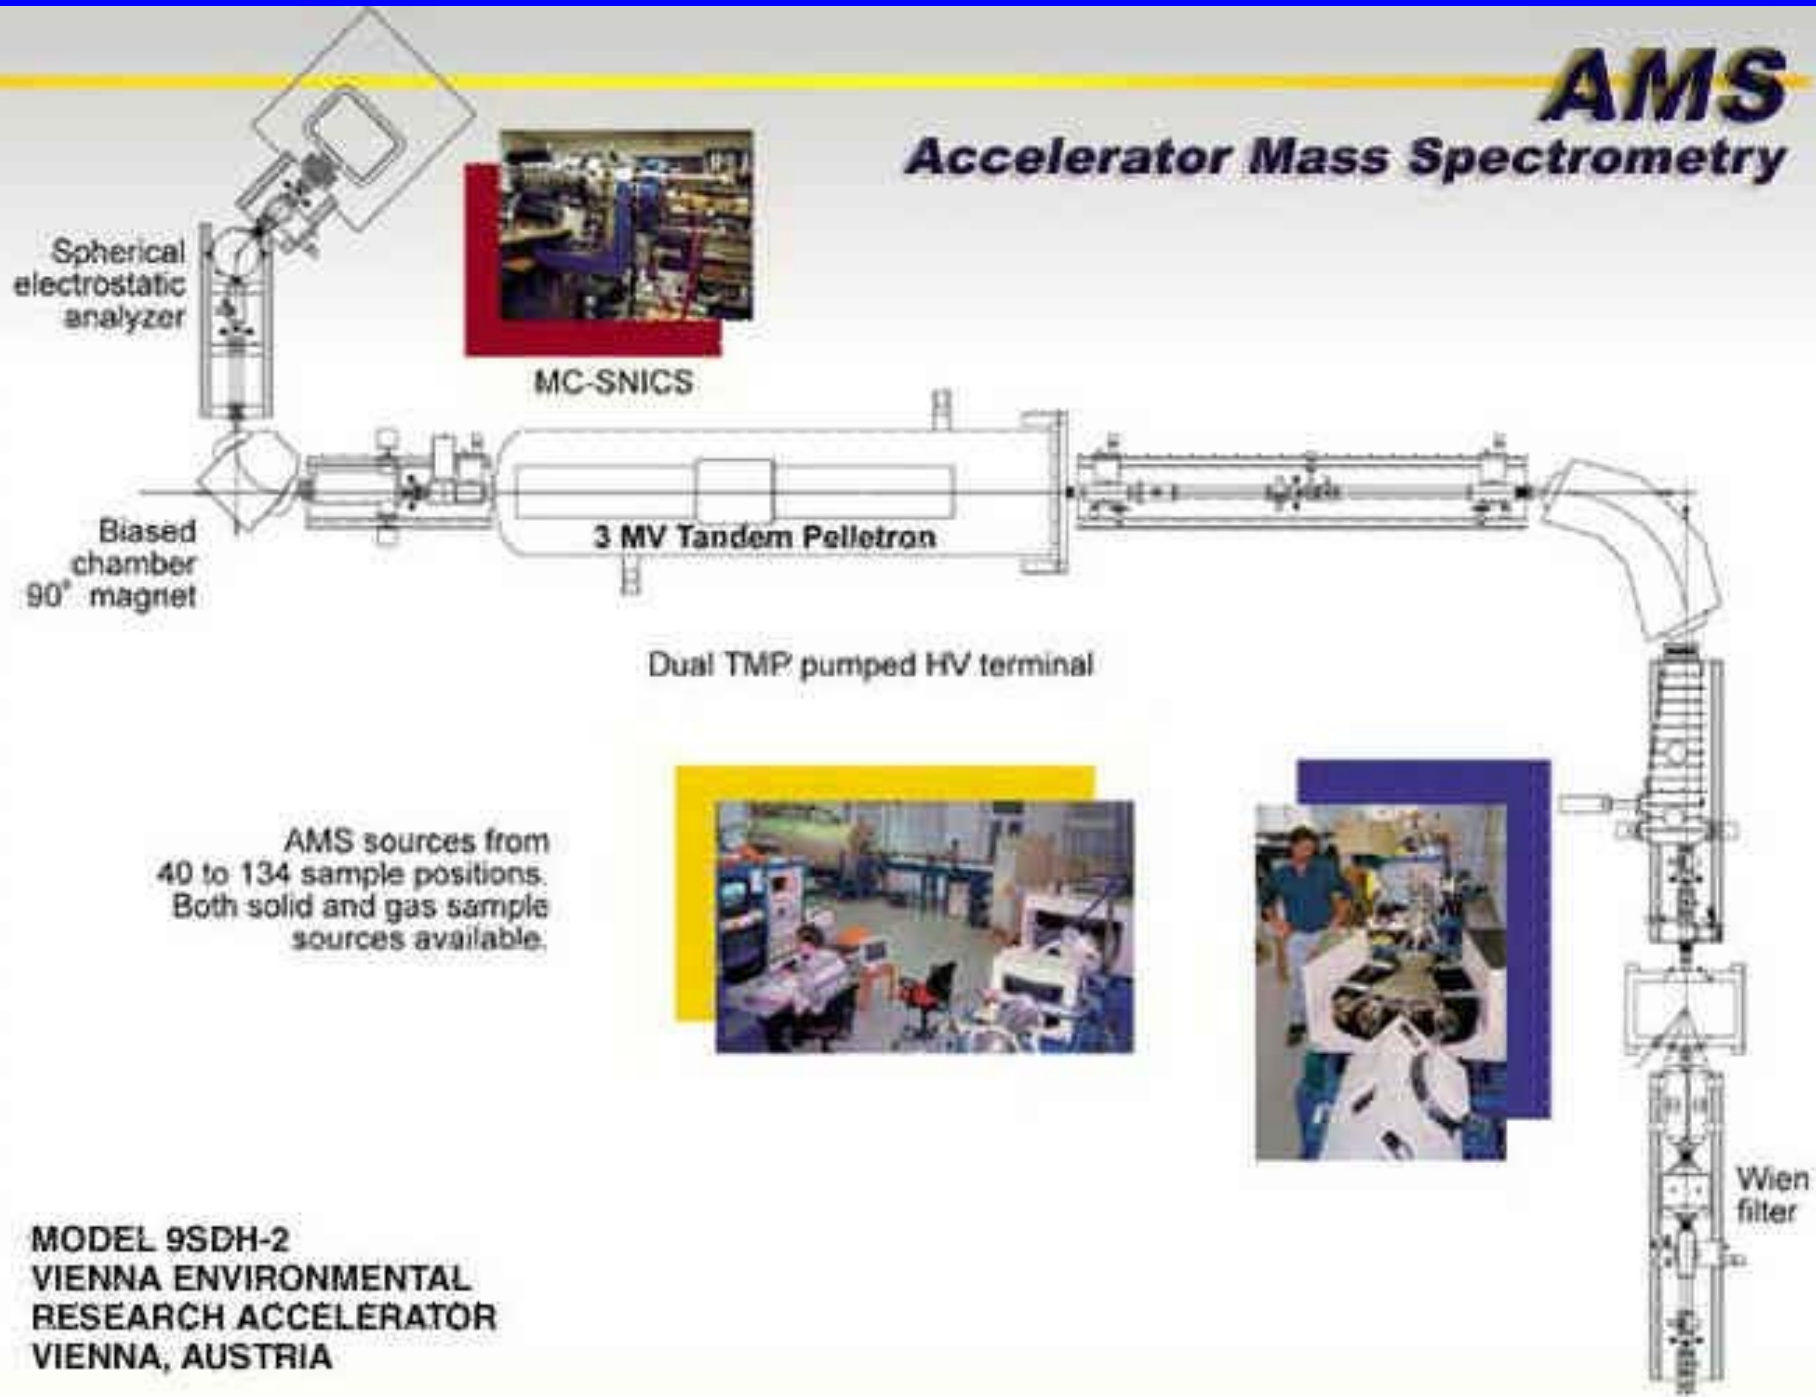 AMS
Accelerator Mass Spectrometry
Spherical
electrostatic
analyzer
MC-SNICS
Biased
chamber
90° magnet
3 MV Tandem Pelletron
Dual TMP pumped HV terminal
AMS sources from
40 to 134 sample positions.
Both solid and gas sample
sources available.
Wien
filter
MODEL 9SDH-2
VIENNA ENVIRONMENTAL
RESEARCH ACCELERATOR
VIENNA, AUSTRIA